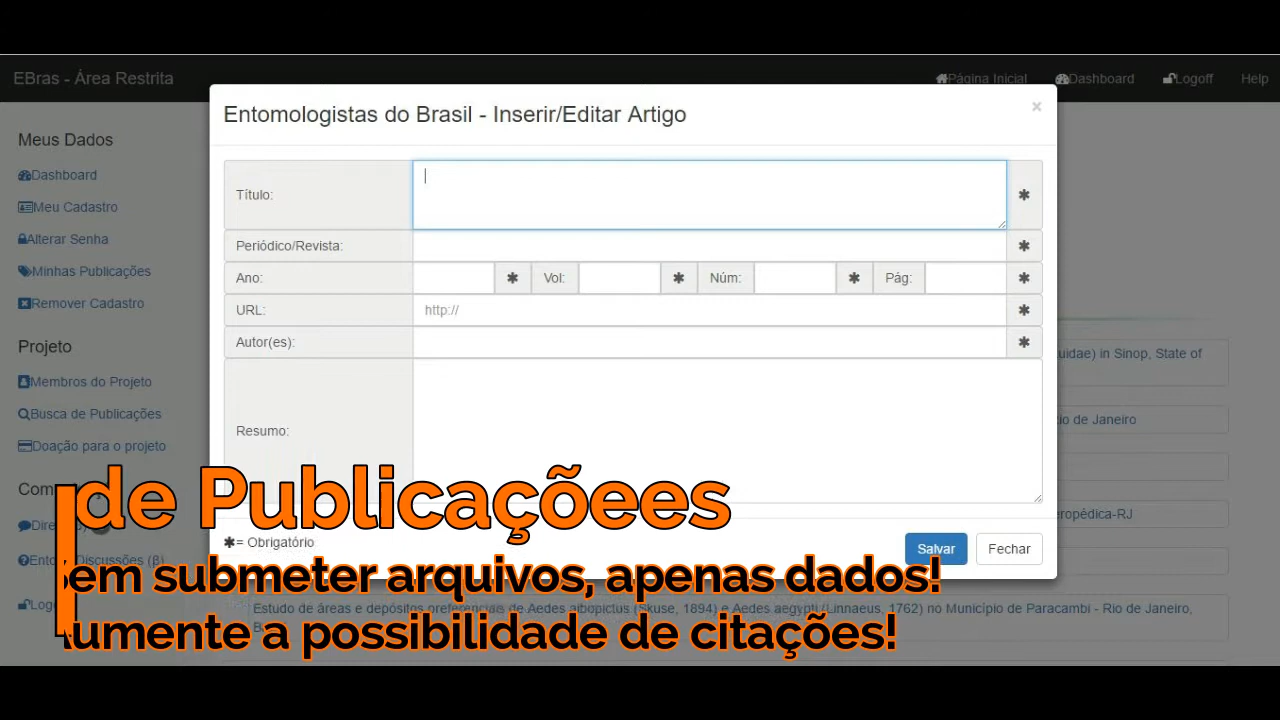 EBras - Área Restrita
Página Inicial Dashboard Logoff Help
Entomologistas do Brasil - Inserir/Editar Artigo ×
Meus Dados
Dashboard
Meu Cadastro
Alterar Senha
Minhas Publicações
Remover Cadastro
Projeto
Membros do Projeto
Busca de Publicações
Doação para o projeto
Título: ✱
Periódico/Revista: ✱
Ano: ✱ Vol: ✱ Núm: ✱ Pág: ✱
URL: http:// ✱
Autor(es): ✱
Resumo:
uidae) in Sinop, State of
de Janeiro
eropédica-RJ
✱= Obrigatório
Salvar Fechar
de Publicaçõees
em submeter arquivos, apenas dados!
Estudo de áreas e depósitos preferenciais de Aedes albopictus (Skuse, 1894) e Aedes aegypti (Linnaeus, 1762) no Município de Paracambi - Rio de Janeiro,
umente a possibilidade de citações!